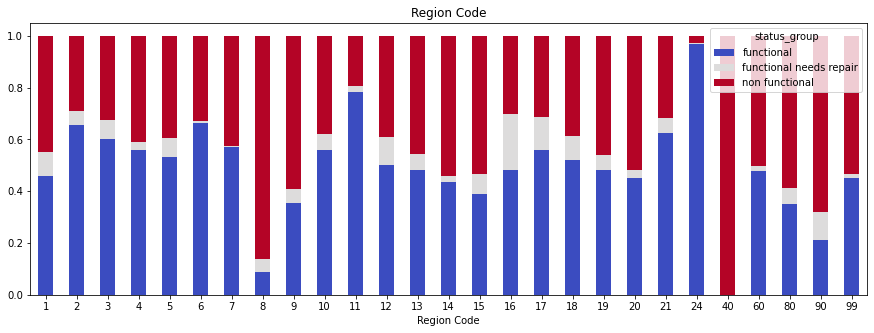 Region Code
status_group
functional
functional needs repair
non functional
1.0
0.8
0.6
0.4
0.2
0.0
1 2 3 4 5 6 7 8 9 10 11 12 13 14 15 16 17 18 19 20 21 24 40 60 80 90 99
Region Code